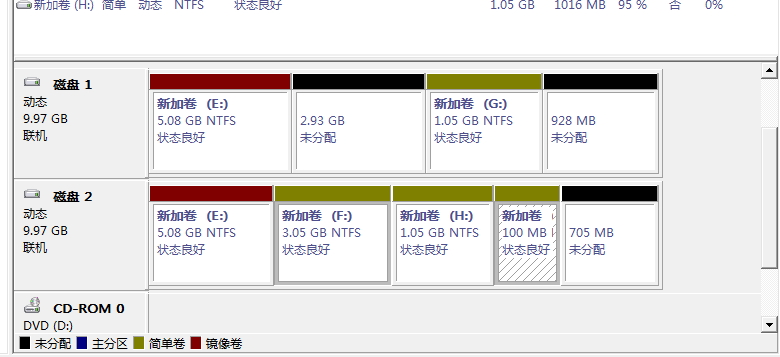 新加卷 (H:) 简单 动态 NTFS 状态良好 1.05 GB 1016 MB 95 % 否 0%
磁盘 1
动态
9.97 GB
联机
新加卷 (E:)
5.08 GB NTFS
状态良好
2.93 GB
未分配
新加卷 (G:)
1.05 GB NTFS
状态良好
928 MB
未分配
磁盘 2
动态
9.97 GB
联机
新加卷 (E:)
5.08 GB NTFS
状态良好
新加卷 (F:)
3.05 GB NTFS
状态良好
新加卷 (H:)
1.05 GB NTFS
状态良好
新加卷
100 MB
状态良好
705 MB
未分配
CD-ROM 0
DVD (D:)
未分配 主分区 简单卷 镜像卷